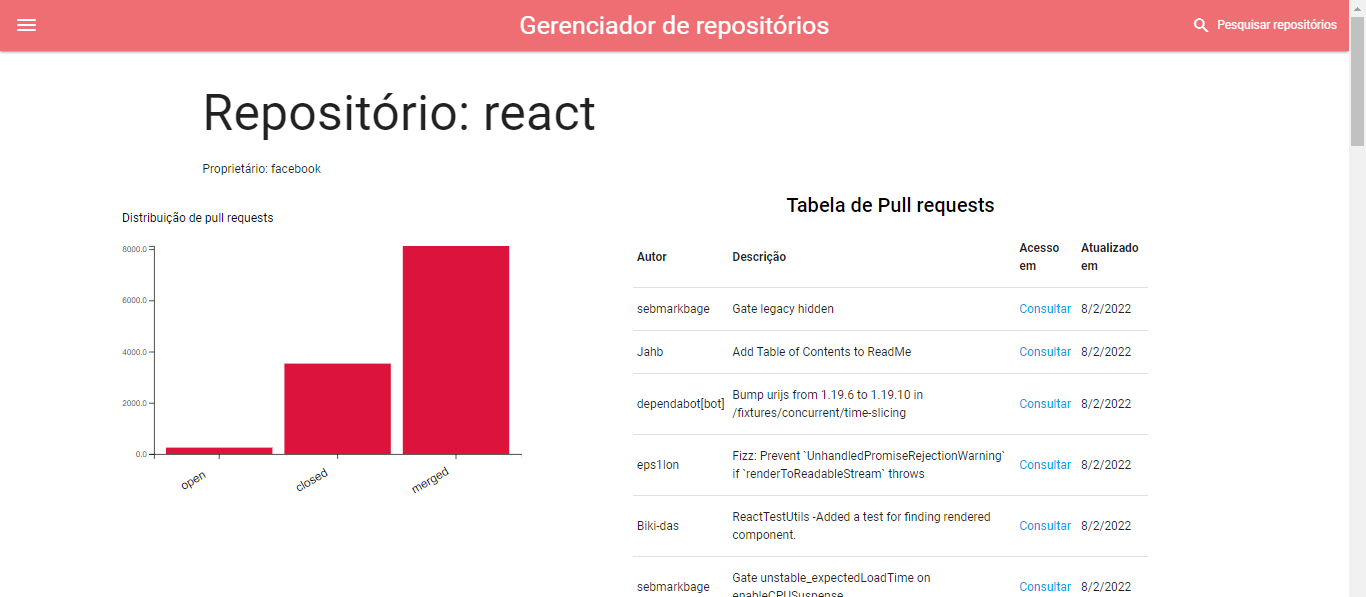 Gerenciador de repositórios
Pesquisar repositórios
Repositório: react
Proprietário: facebook
Distribuição de pull requests
8000.0
6000.0
4000.0
2000.0
0.0
open
closed
merged
Tabela de Pull requests
Autor Descrição Acesso em Atualizado em
sebmarkbage Gate legacy hidden Consultar 8/2/2022
Jahb Add Table of Contents to ReadMe Consultar 8/2/2022
dependabot[bot] Bump urijs from 1.19.6 to 1.19.10 in
/fixtures/concurrent/time-slicing Consultar 8/2/2022
eps1lon Fizz: Prevent `UnhandledPromiseRejectionWarning`
if `renderToReadableStream` throws Consultar 8/2/2022
Biki-das ReactTestUtils -Added a test for finding rendered
component. Consultar 8/2/2022
sebmarkbage Gate unstable_expectedLoadTime on
enableCPUSuspense Consultar 8/2/2022